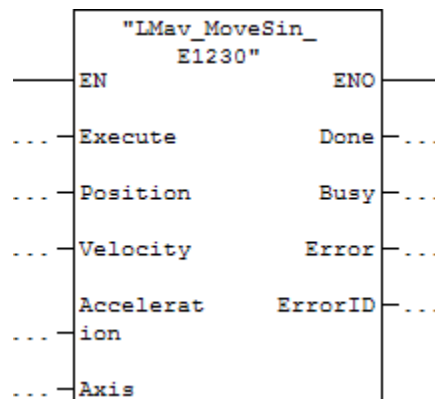 "LMav_MoveSin_
E1230"
EN ENO
... Execute Done ...
... Position Busy ...
... Velocity Error ...
Accelerat ErrorID ...
... ion
... Axis